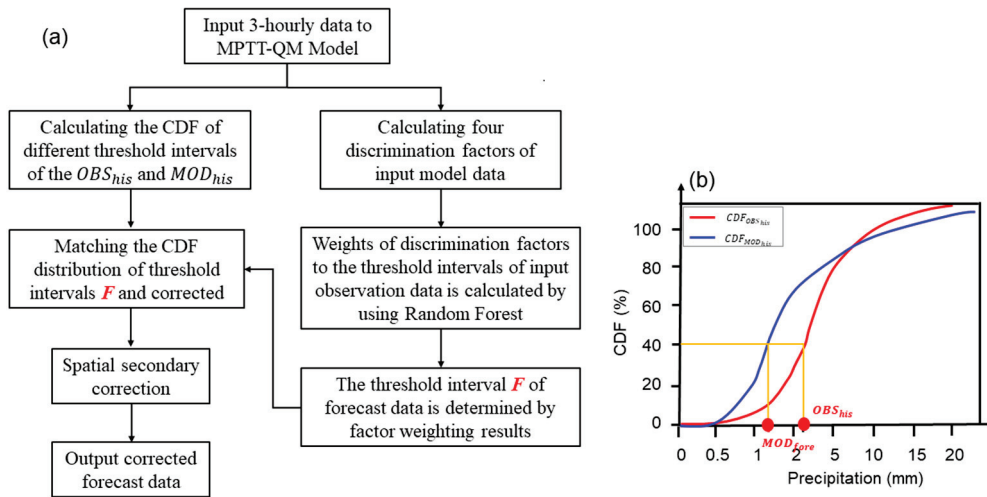 (a)
Input 3-hourly data to
MPTT-QM Model
Calculating the CDF of
different threshold intervals
of the OBS_his and MOD_his
Matching the CDF
distribution of threshold
intervals F and corrected
Spatial secondary
correction
Output corrected
forecast data
Calculating four
discrimination factors of
input model data
Weights of discrimination factors
to the threshold intervals of input
observation data is calculated by
using Random Forest
The threshold interval F of
forecast data is determined by
factor weighting results
(b)
CDF_OBS_his
CDF_MOD_his
CDF (%)
100
80
60
40
20
0
OBS_his
MOD_fore
0 0.5 1 2 5 10 15 20
Precipitation (mm)